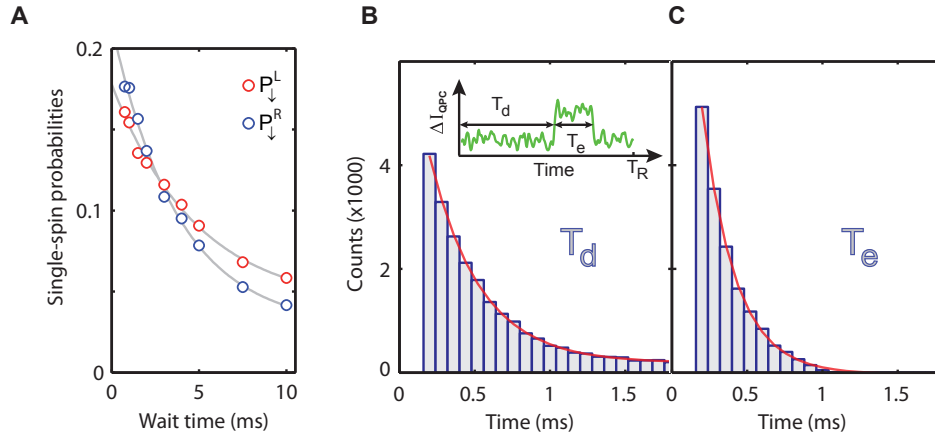 A
Single-spin probabilities
0.2
0.1
0
P↓L
P↓R
0
5
10
Wait time (ms)
B
Counts (x1000)
4
2
0
ΔIQPC
Td
Te
Time
TR
Td
0
0.5
1
1.5
Time (ms)
C
Te
0
0.5
1
1.5
Time (ms)